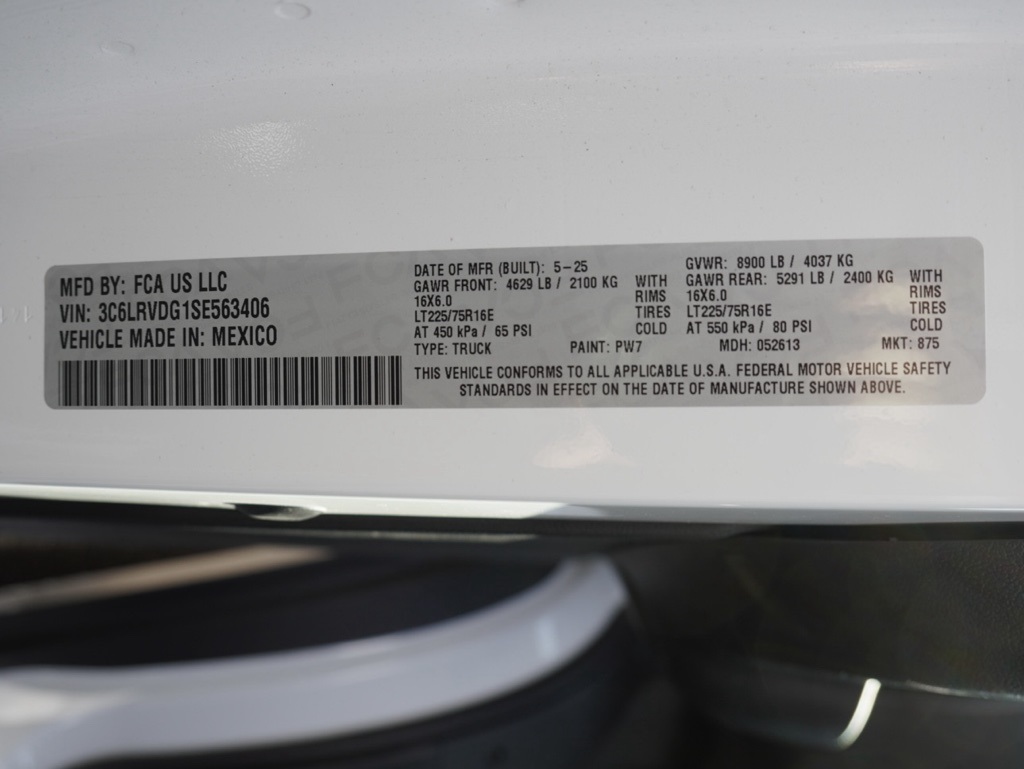 MFD BY: FCA US LLC
VIN: 3C6LRVDG1SE563406
VEHICLE MADE IN: MEXICO
DATE OF MFR (BUILT): 5-25
GAWR FRONT: 4629 LB / 2100 KG WITH
16X6.0 RIMS
LT225/75R16E TIRES
AT 450 kPa / 65 PSI COLD
GVWR: 8900 LB / 4037 KG
GAWR REAR: 5291 LB / 2400 KG WITH
16X6.0 RIMS
LT225/75R16E TIRES
AT 550 kPa / 80 PSI COLD
TYPE: TRUCK PAINT: PW7 MDH: 052613 MKT: 875
THIS VEHICLE CONFORMS TO ALL APPLICABLE U.S.A. FEDERAL MOTOR VEHICLE SAFETY
STANDARDS IN EFFECT ON THE DATE OF MANUFACTURE SHOWN ABOVE.